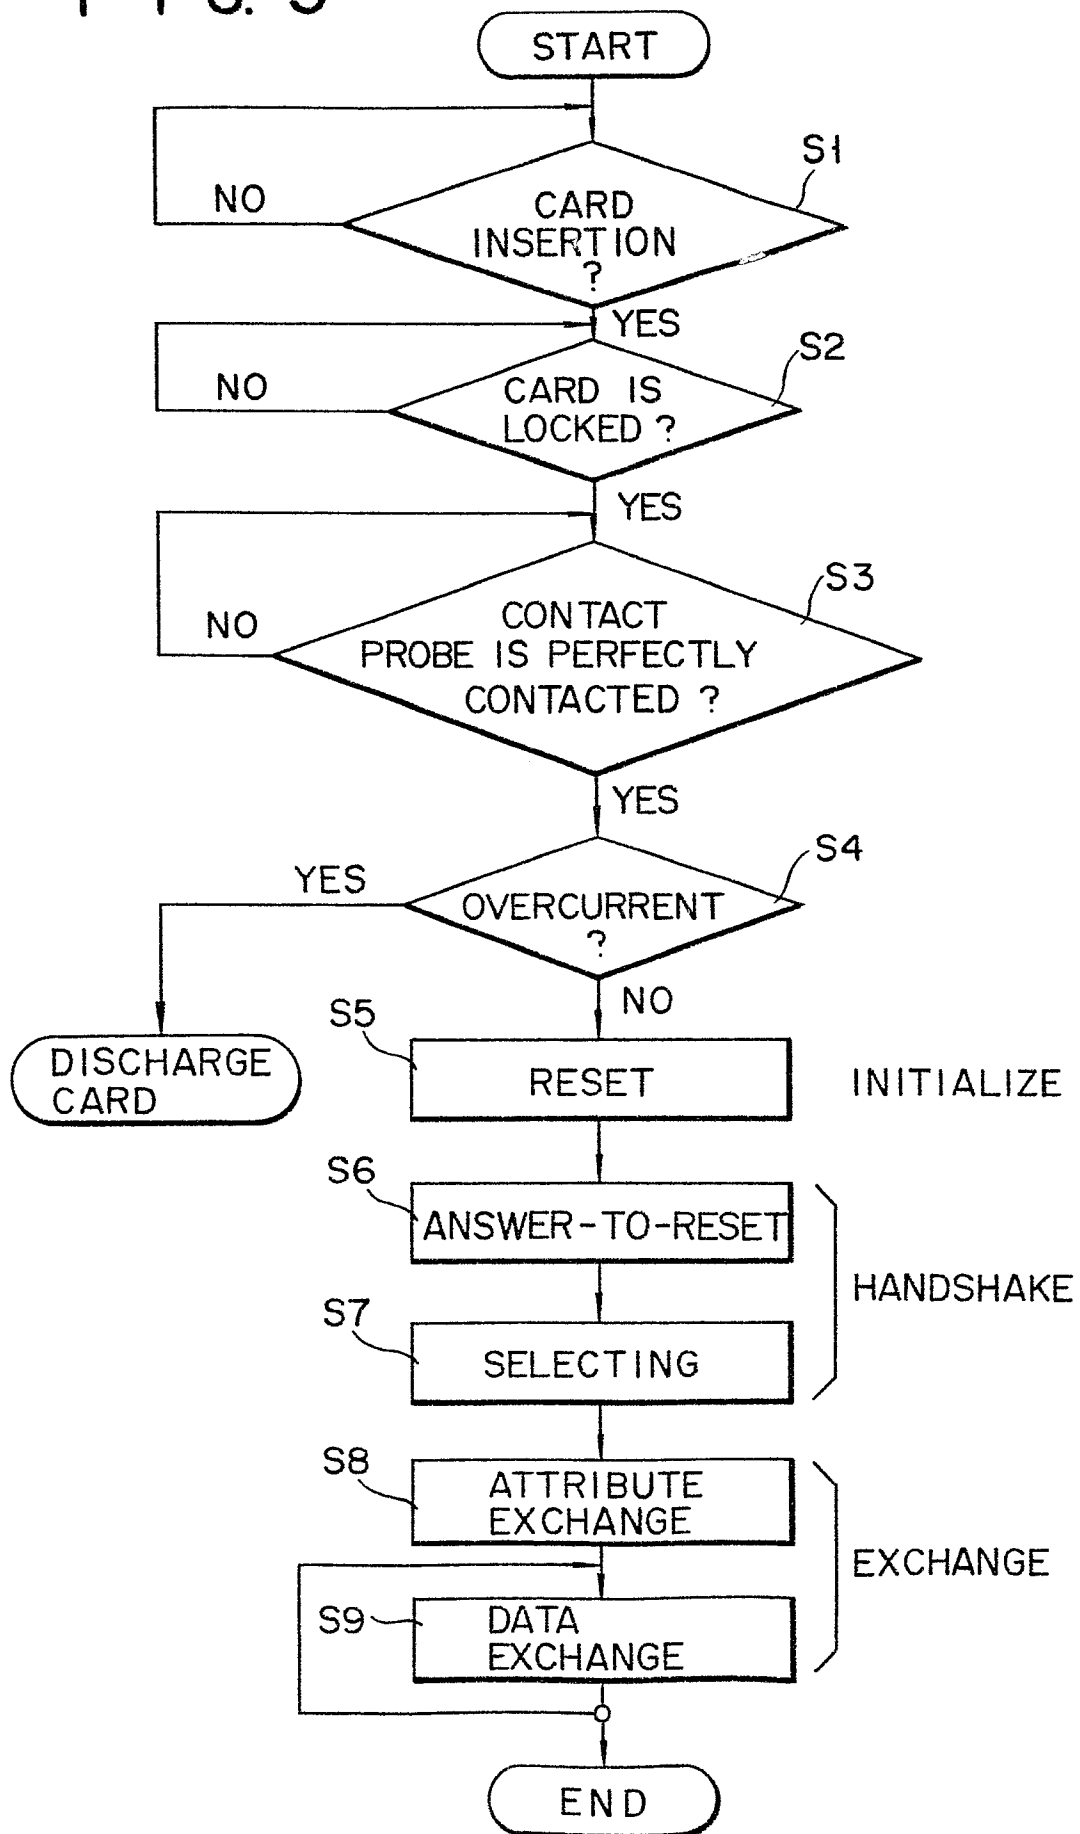 START
S1
NO
CARD
INSERTION
?
YES
S2
NO
CARD IS
LOCKED ?
YES
S3
NO
CONTACT
PROBE IS PERFECTLY
CONTACTED ?
YES
S4
YES
OVERCURRENT
?
NO
DISCHARGE
CARD
S5
RESET
INITIALIZE
S6
ANSWER-TO-RESET
HANDSHAKE
S7
SELECTING
S8
ATTRIBUTE
EXCHANGE
EXCHANGE
S9
DATA
EXCHANGE
END